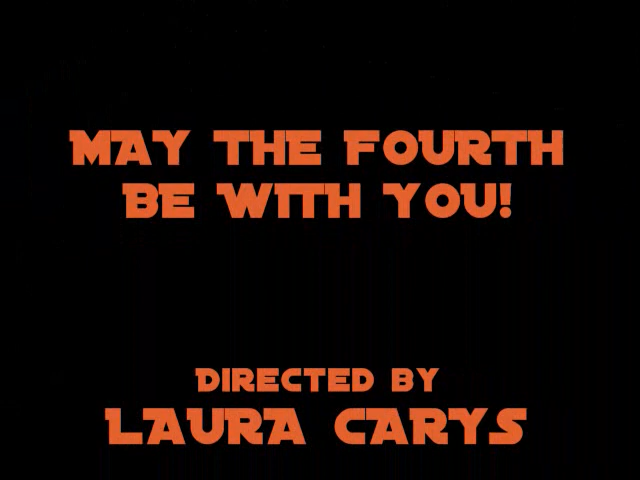 MAY THE FOURTH
BE WITH YOU!
DIRECTED BY
LAURA CARYS